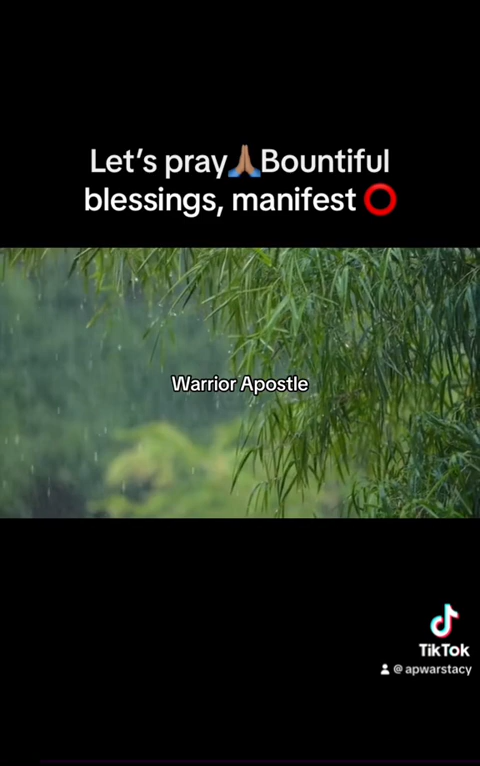 Let’s pray🙏🏽Bountiful
blessings, manifest ⭕
Warrior Apostle
TikTok
@apwarstacy